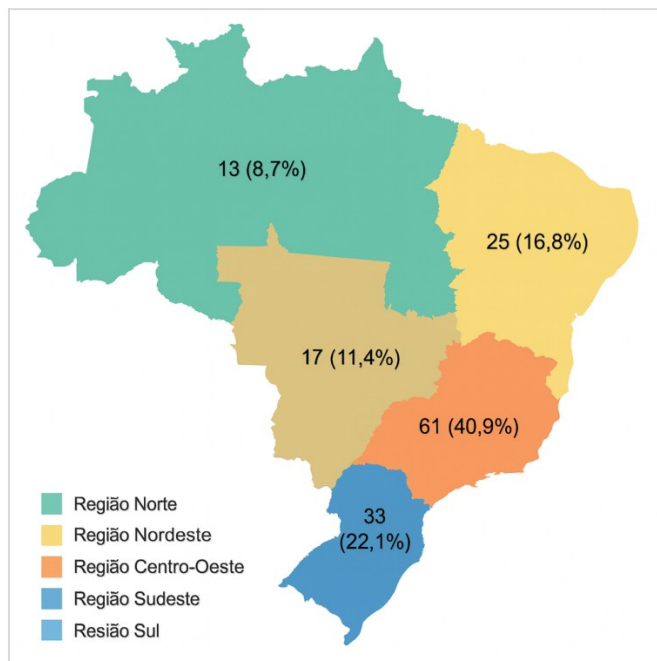 13 (8,7%)
25 (16,8%)
17 (11,4%)
61 (40,9%)
33
(22,1%)
Região Norte
Região Nordeste
Região Centro-Oeste
Região Sudeste
Resião Sul